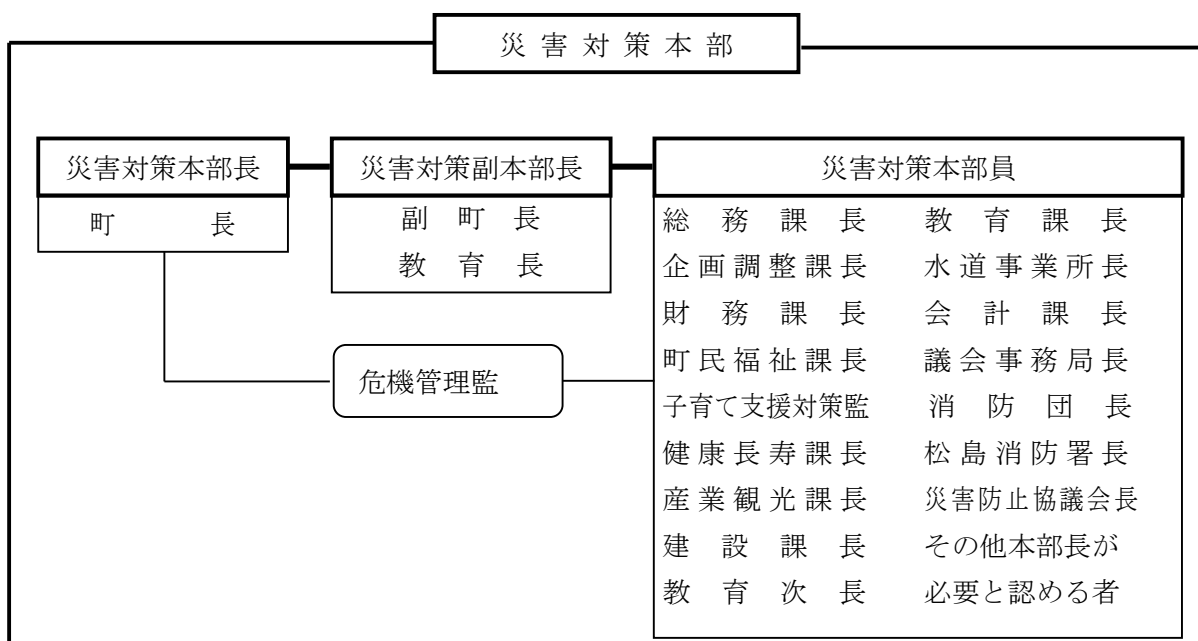 災害対策本部
災害対策本部長
町長
災害対策副本部長
副町長
教育長
危機管理監
災害対策本部員
総務課長
企画調整課長
財務課長
町民福祉課長
子育て支援対策監
健康長寿課長
産業観光課長
建設課長
教育次長
教育課長
水道事業所長
会計課長
議会事務局長
消防団長
松島消防署長
災害防止協議会長
その他本部長が
必要と認める者